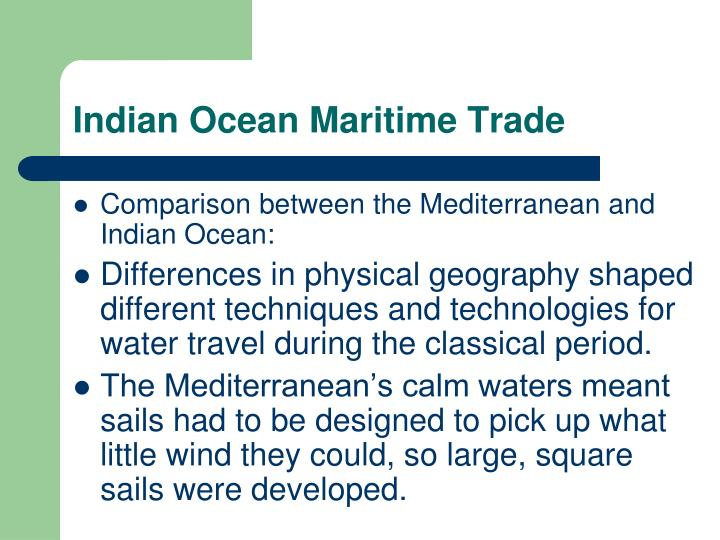 Indian Ocean Maritime Trade
● Comparison between the Mediterranean and
Indian Ocean:
● Differences in physical geography shaped
different techniques and technologies for
water travel during the classical period.
● The Mediterranean’s calm waters meant
sails had to be designed to pick up what
little wind they could, so large, square
sails were developed.